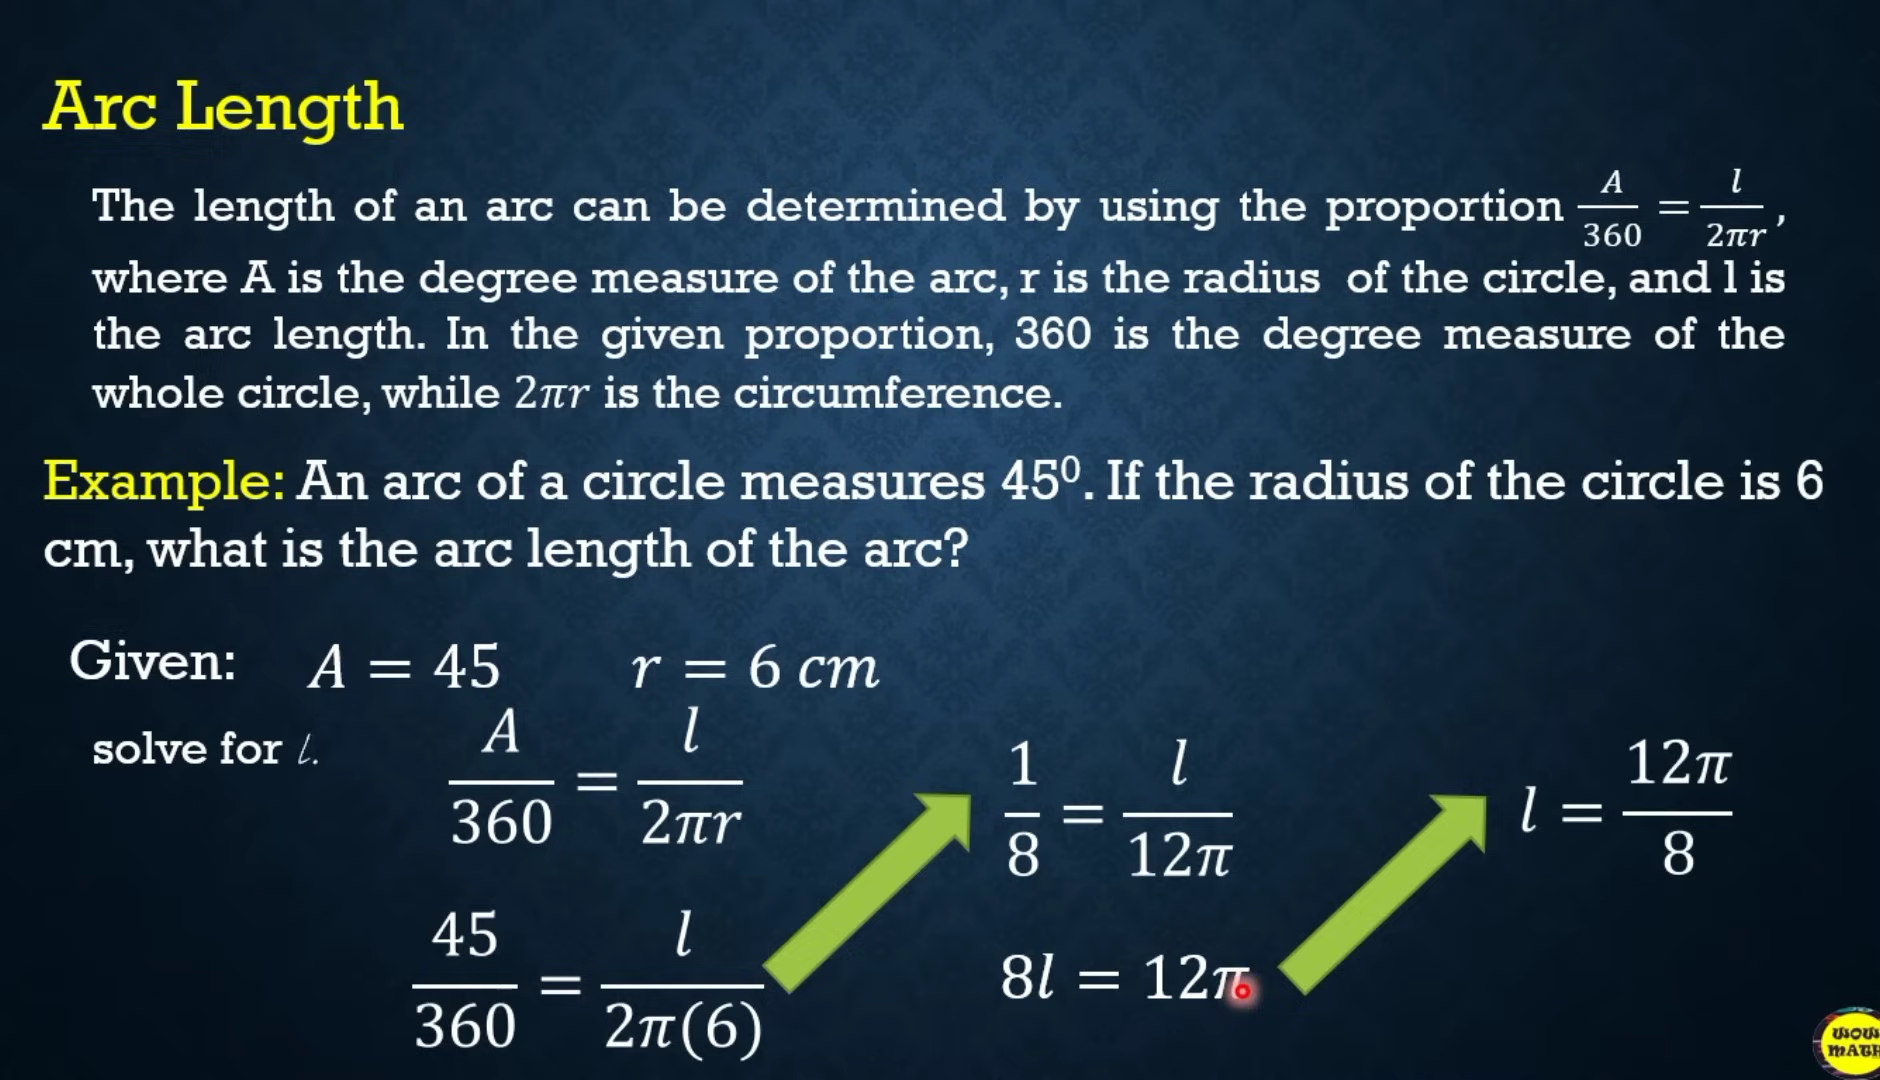 Arc Length
The length of an arc can be determined by using the proportion A/360 = l/2πr,
where A is the degree measure of the arc, r is the radius of the circle, and l is
the arc length. In the given proportion, 360 is the degree measure of the
whole circle, while 2πr is the circumference.
Example: An arc of a circle measures 45⁰. If the radius of the circle is 6
cm, what is the arc length of the arc?
Given: A = 45 r = 6 cm
solve for l.
A/360 = l/2πr
45/360 = l/2π(6)
1/8 = l/12π
8l = 12π
l = 12π/8
WOW
MATH